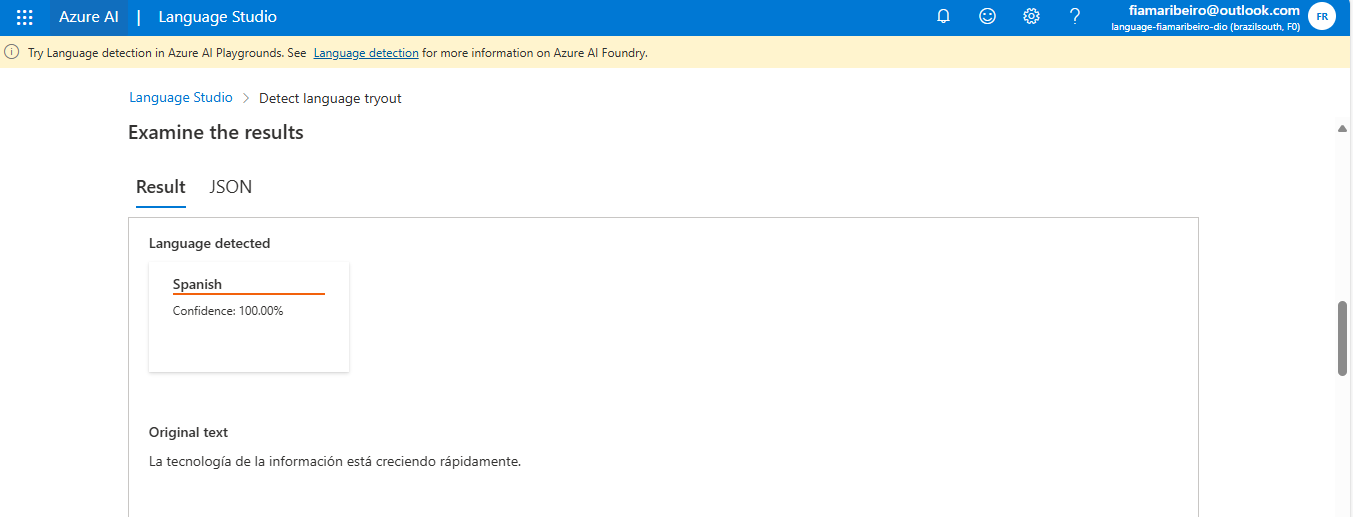 Azure AI | Language Studio
fiamaribeiro@outlook.com
language-fiamaribeiro-dio (brazilsouth, F0)
FR
Try Language detection in Azure AI Playgrounds. See Language detection for more information on Azure AI Foundry.
Language Studio > Detect language tryout
Examine the results
Result JSON
Language detected
Spanish
Confidence: 100.00%
Original text
La tecnología de la información está creciendo rápidamente.